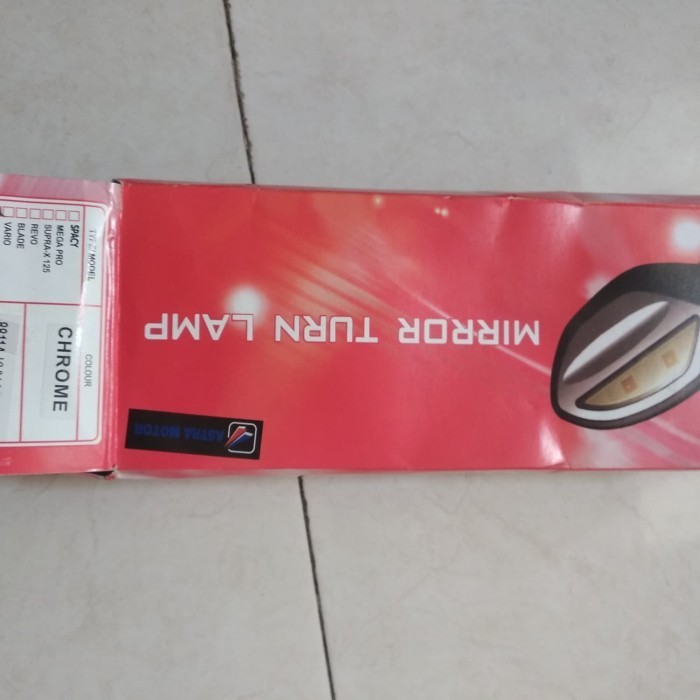 MIRROR TURN LAMP
ASTRA MOTOR
TYPE/ MODEL
SPACY
MEGA PRO
SUPRA-X 125
REVO
BLADE
VARIO
COLOUR
CHROME